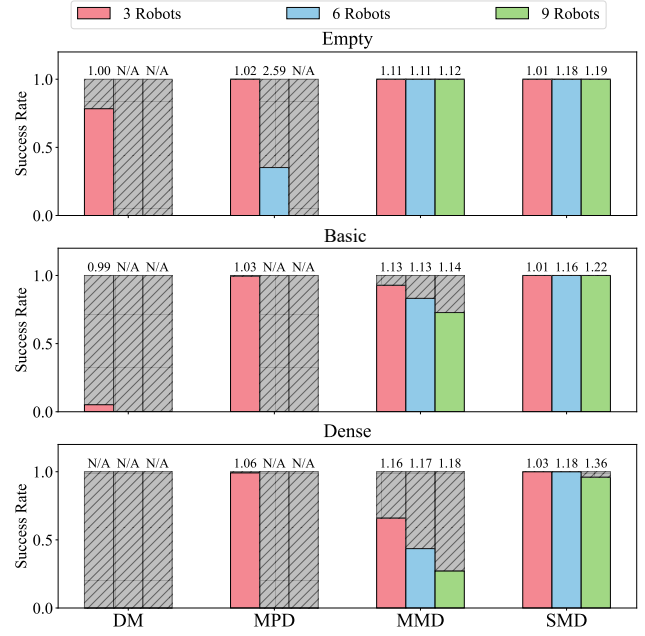 3 Robots 6 Robots 9 Robots
Empty
1.00 N/A N/A 1.02 2.59 N/A 1.11 1.11 1.12 1.01 1.18 1.19
1.0
Success Rate
0.5
0.0
Basic
0.99 N/A N/A 1.03 N/A N/A 1.13 1.13 1.14 1.01 1.16 1.22
1.0
Success Rate
0.5
0.0
Dense
N/A N/A N/A 1.06 N/A N/A 1.16 1.17 1.18 1.03 1.18 1.36
1.0
Success Rate
0.5
0.0
DM MPD MMD SMD